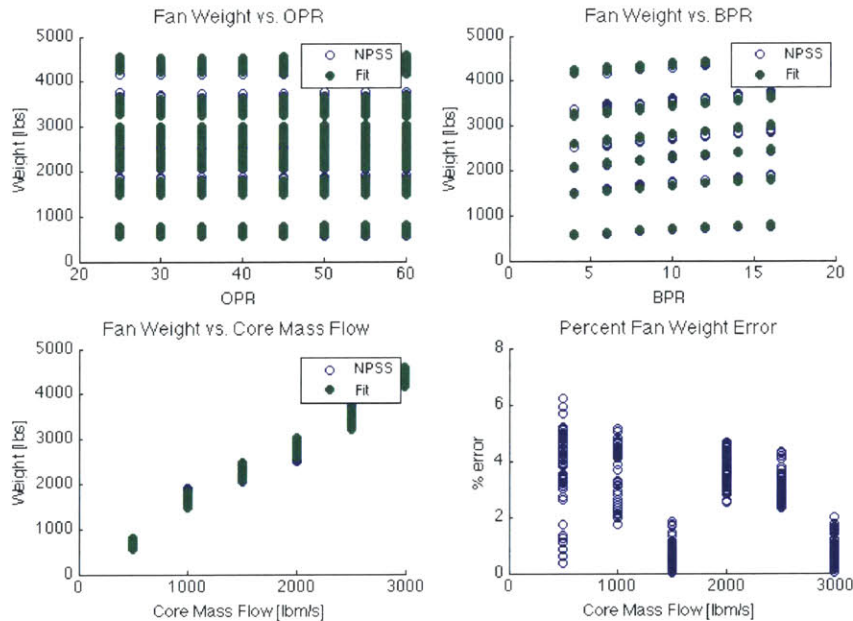 Fan Weight vs. OPR
Weight [lbs]
5000
4000
3000
2000
1000
0
NPSS
Fit
20
30
40
50
60
OPR
Fan Weight vs. BPR
Weight [lbs]
5000
4000
3000
2000
1000
0
NPSS
Fit
0
5
10
15
20
BPR
Fan Weight vs. Core Mass Flow
Weight [lbs]
5000
4000
3000
2000
1000
0
NPSS
Fit
0
1000
2000
3000
Core Mass Flow [lbm/s]
Percent Fan Weight Error
% error
8
6
4
2
0
0
1000
2000
3000
Core Mass Flow [lbm/s]